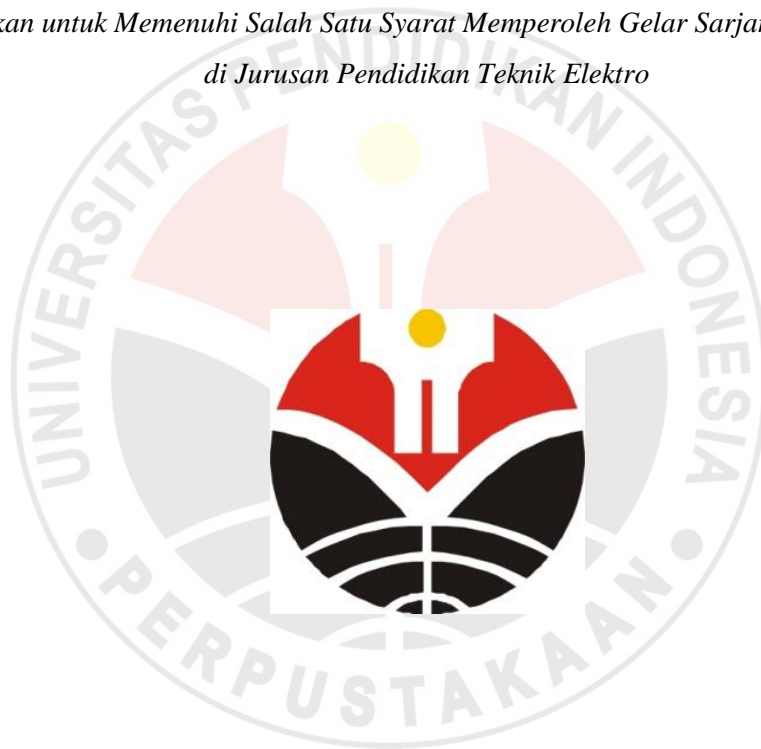 kan untuk Memenuhi Salah Satu Syarat Memperoleh Gelar Sarjan
di Jurusan Pendidikan Teknik Elektro
UNIVERSITAS PENDIDIKAN INDONESIA
PERPUSTAKAAN